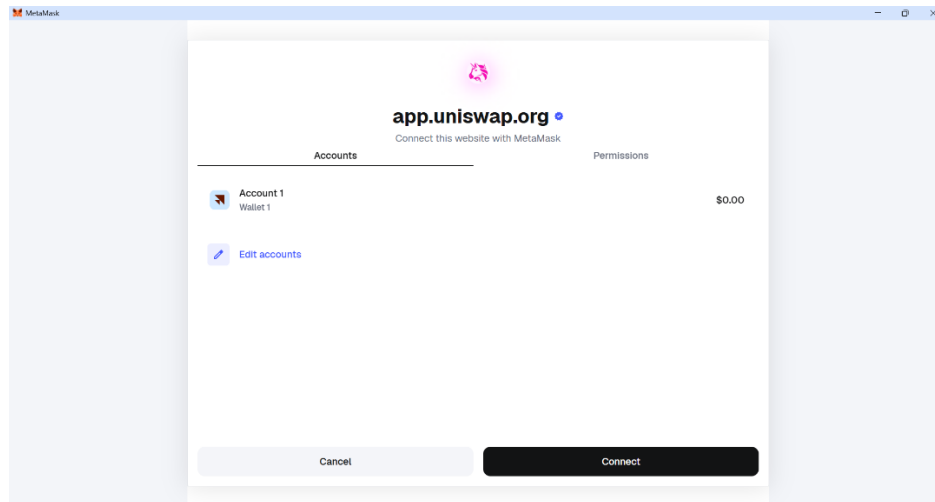 MetaMask
app.uniswap.org
Connect this website with MetaMask
Accounts
Permissions
Account 1
Wallet 1
$0.00
Edit accounts
Cancel
Connect